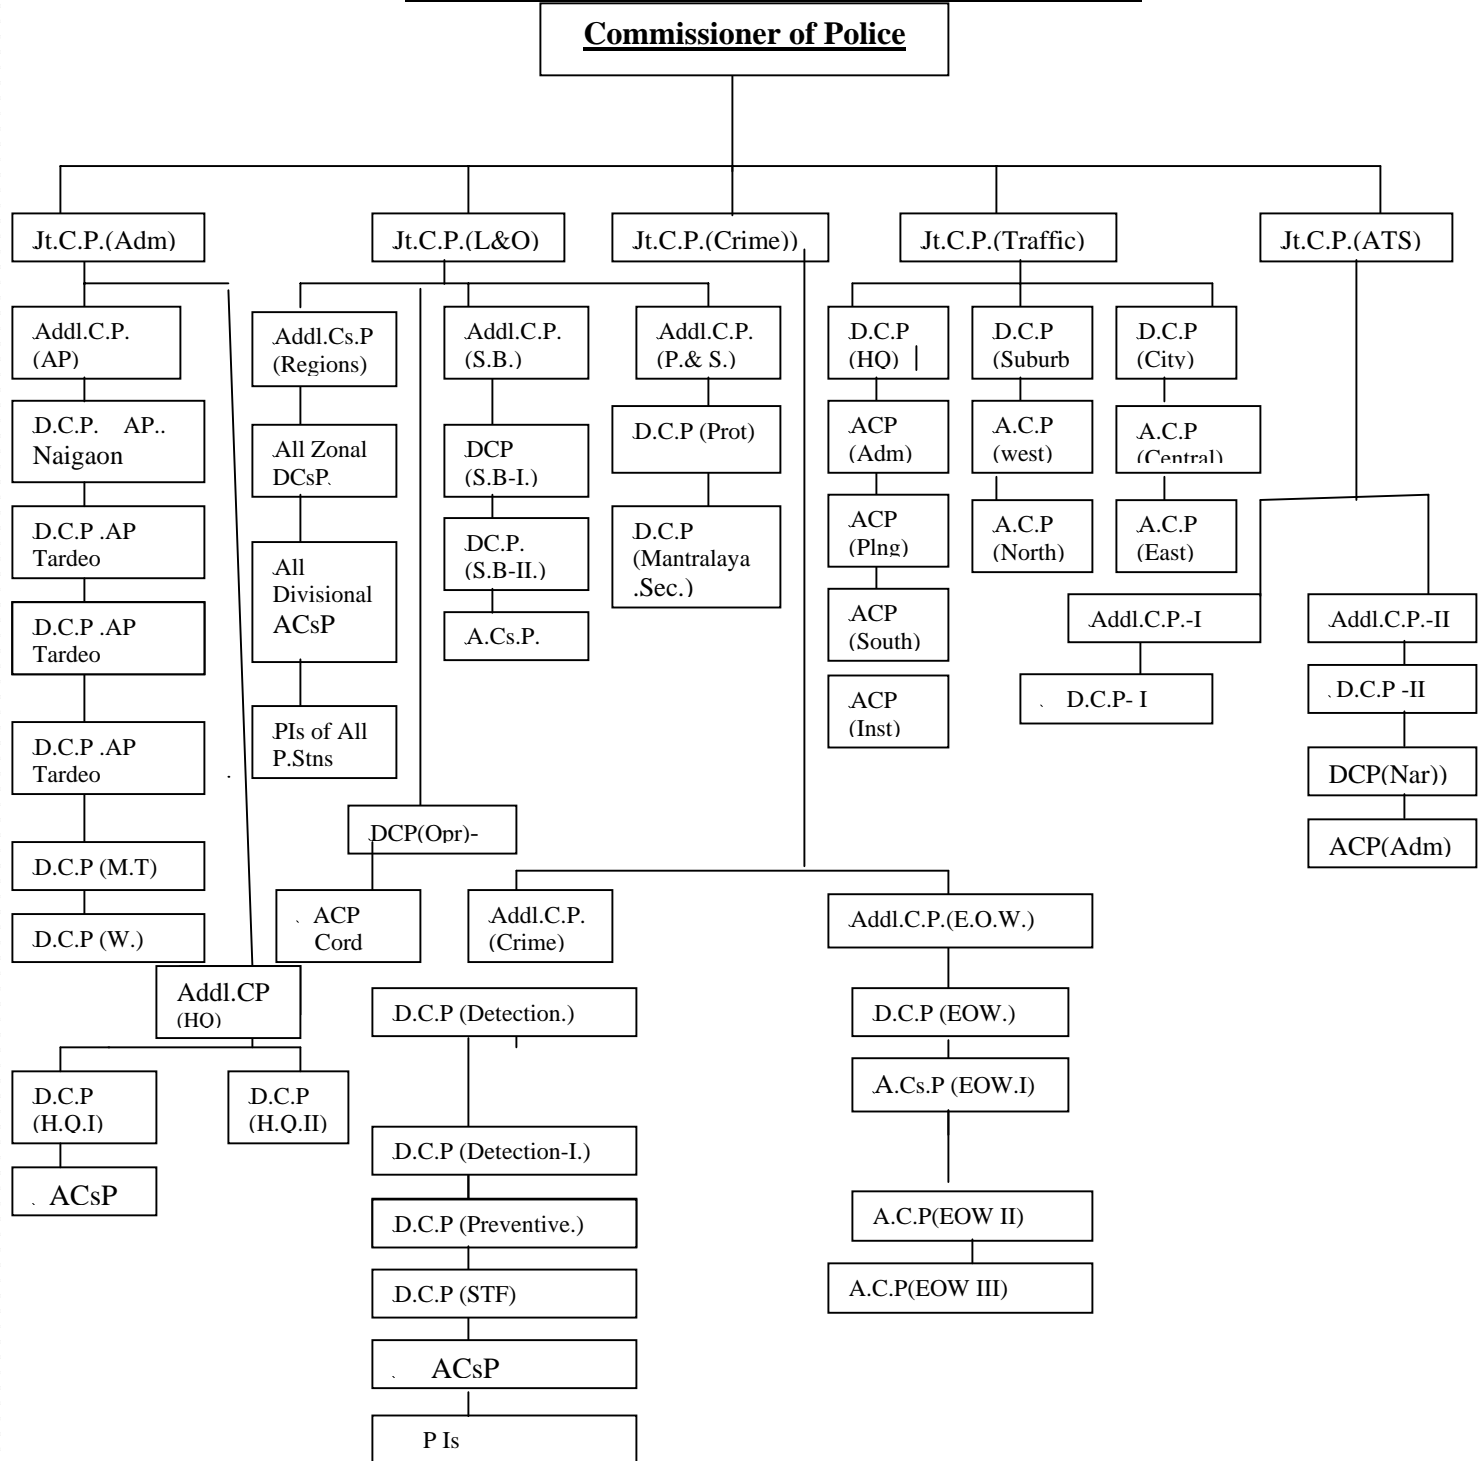 Commissioner of Police
Jt.C.P.(Adm)
Jt.C.P.(L&O)
Jt.C.P.(Crime))
Jt.C.P.(Traffic)
Jt.C.P.(ATS)
Addl.C.P.
(AP)
D.C.P. AP..
Naigaon
D.C.P .AP
Tardeo
D.C.P .AP
Tardeo
D.C.P .AP
Tardeo
D.C.P (M.T)
D.C.P (W.)
Addl.CP
(HQ)
D.C.P
(H.Q.I)
D.C.P
(H.Q.II)
ACsP
Addl.Cs.P
(Regions)
All Zonal
DCsP.
All
Divisional
ACsP
PIs of All
P.Stns
Addl.C.P.
(S.B.)
DCP
(S.B-I.)
DC.P.
(S.B-II.)
A.Cs.P.
Addl.C.P.
(P.& S.)
D.C.P (Prot)
D.C.P
(Mantralaya
.Sec.)
DCP(Opr)-
ACP
Cord
Addl.C.P.
(Crime)
D.C.P (Detection.)
D.C.P (Detection-I.)
D.C.P (Preventive.)
D.C.P (STF)
ACsP
P Is
Addl.C.P.(E.O.W.)
D.C.P (EOW.)
A.Cs.P (EOW.I)
A.C.P(EOW II)
A.C.P(EOW III)
D.C.P
(HQ)
ACP
(Adm)
ACP
(Plng)
ACP
(South)
ACP
(Inst)
D.C.P
(Suburb
A.C.P
(west)
A.C.P
(North)
D.C.P
(City)
A.C.P
(Central)
A.C.P
(East)
Addl.C.P.-I
D.C.P- I
Addl.C.P.-II
D.C.P -II
DCP(Nar))
ACP(Adm)